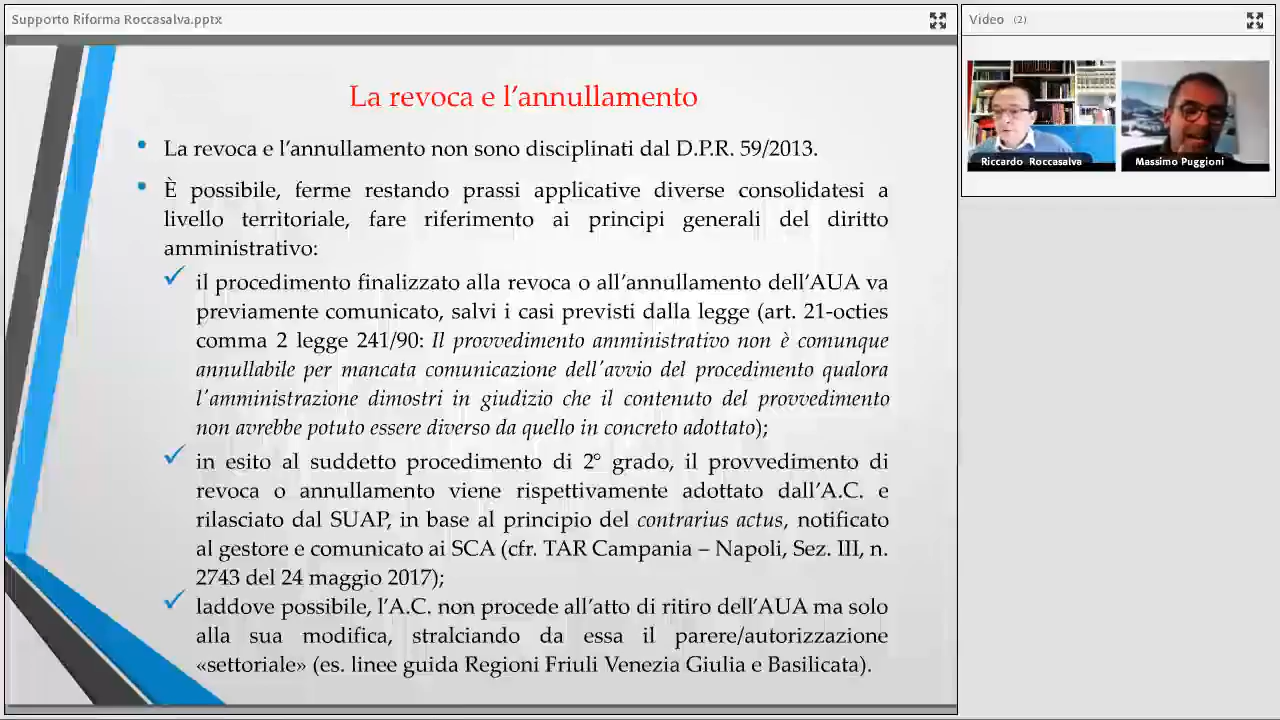 Supporto Riforma Roccasalva.pptx
Video (2)
La revoca e l'annullamento
• La revoca e l'annullamento non sono disciplinati dal D.P.R. 59/2013.
• È possibile, ferme restando prassi applicative diverse consolidatesi a
livello territoriale, fare riferimento ai principi generali del diritto
amministrativo:
✓ il procedimento finalizzato alla revoca o all'annullamento dell'AUA va
previamente comunicato, salvi i casi previsti dalla legge (art. 21-octies
comma 2 legge 241/90: Il provvedimento amministrativo non è comunque
annullabile per mancata comunicazione dell'avvio del procedimento qualora
l'amministrazione dimostri in giudizio che il contenuto del provvedimento
non avrebbe potuto essere diverso da quello in concreto adottato);
✓ in esito al suddetto procedimento di 2° grado, il provvedimento di
revoca o annullamento viene rispettivamente adottato dall'A.C. e
rilasciato dal SUAP, in base al principio del contrarius actus, notificato
al gestore e comunicato ai SCA (cfr. TAR Campania – Napoli, Sez. III, n.
2743 del 24 maggio 2017);
✓ laddove possibile, l'A.C. non procede all'atto di ritiro dell'AUA ma solo
alla sua modifica, stralciando da essa il parere/autorizzazione
«settoriale» (es. linee guida Regioni Friuli Venezia Giulia e Basilicata).
Riccardo Roccasalva
Massimo Puggioni